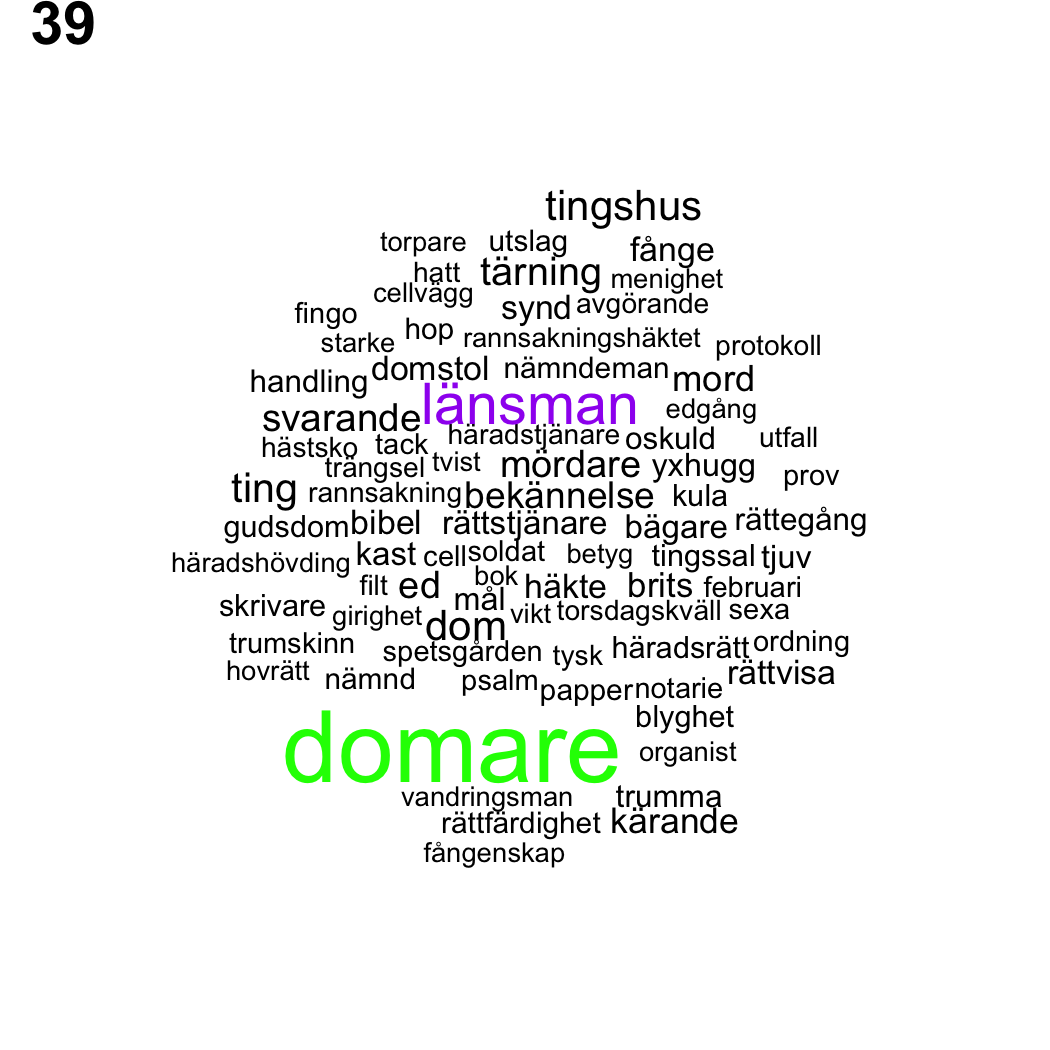 39
tingshus
torpare utslag fånge
hatt tärning menighet
cellvägg synd avgörande
fingo hop rannsakningshäktet
starke protokoll
domstol nämndeman
handling mord
länsman edgång
svarande häradstjänare oskuld utfall
hästsko tack
trängsel tvist mördare yxhugg prov
ting rannsakning bekännelse kula
gudsdom bibel rättstjänare bägare rättegång
häradshövding kast cell soldat betyg tingssal tjuv
filt ed bok häkte brits februari
skrivare girighet mål vikt torsdagskväll sexa
dom
trumskinn spetsgården tysk häradsrätt ordning
hovrätt nämnd psalm papper notarie rättvisa
blyghet
domare organist
vandringsman trumma
rättfärdighet kärande
fångenskap